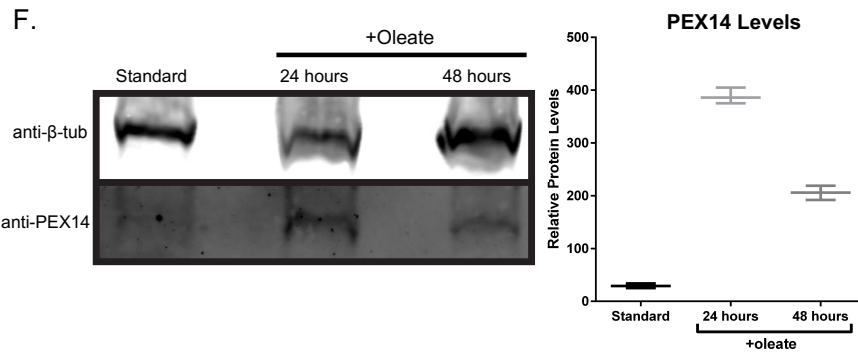 F.
+Oleate
Standard 24 hours 48 hours
anti-β-tub
anti-PEX14
PEX14 Levels
Relative Protein Levels
500
400
300
200
100
0
Standard 24 hours 48 hours
+oleate